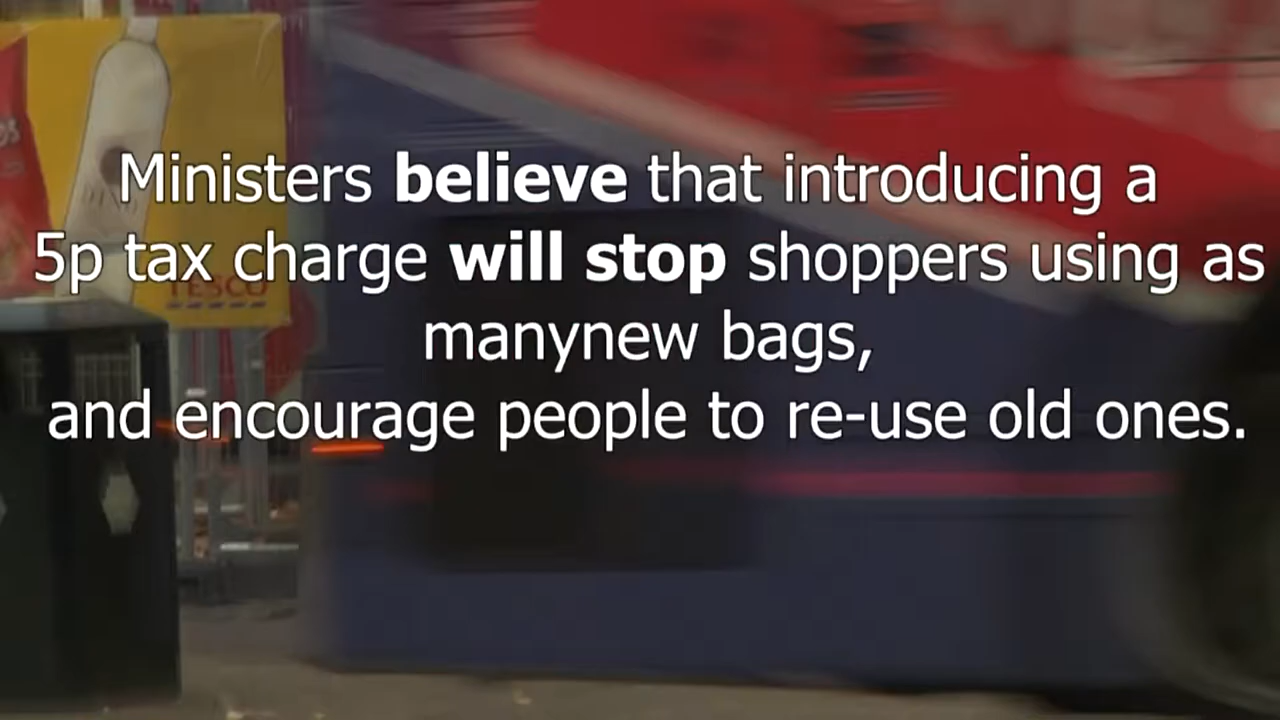 Ministers believe that introducing a
5p tax charge will stop shoppers using as
manynew bags,
and encourage people to re-use old ones.
TESCO